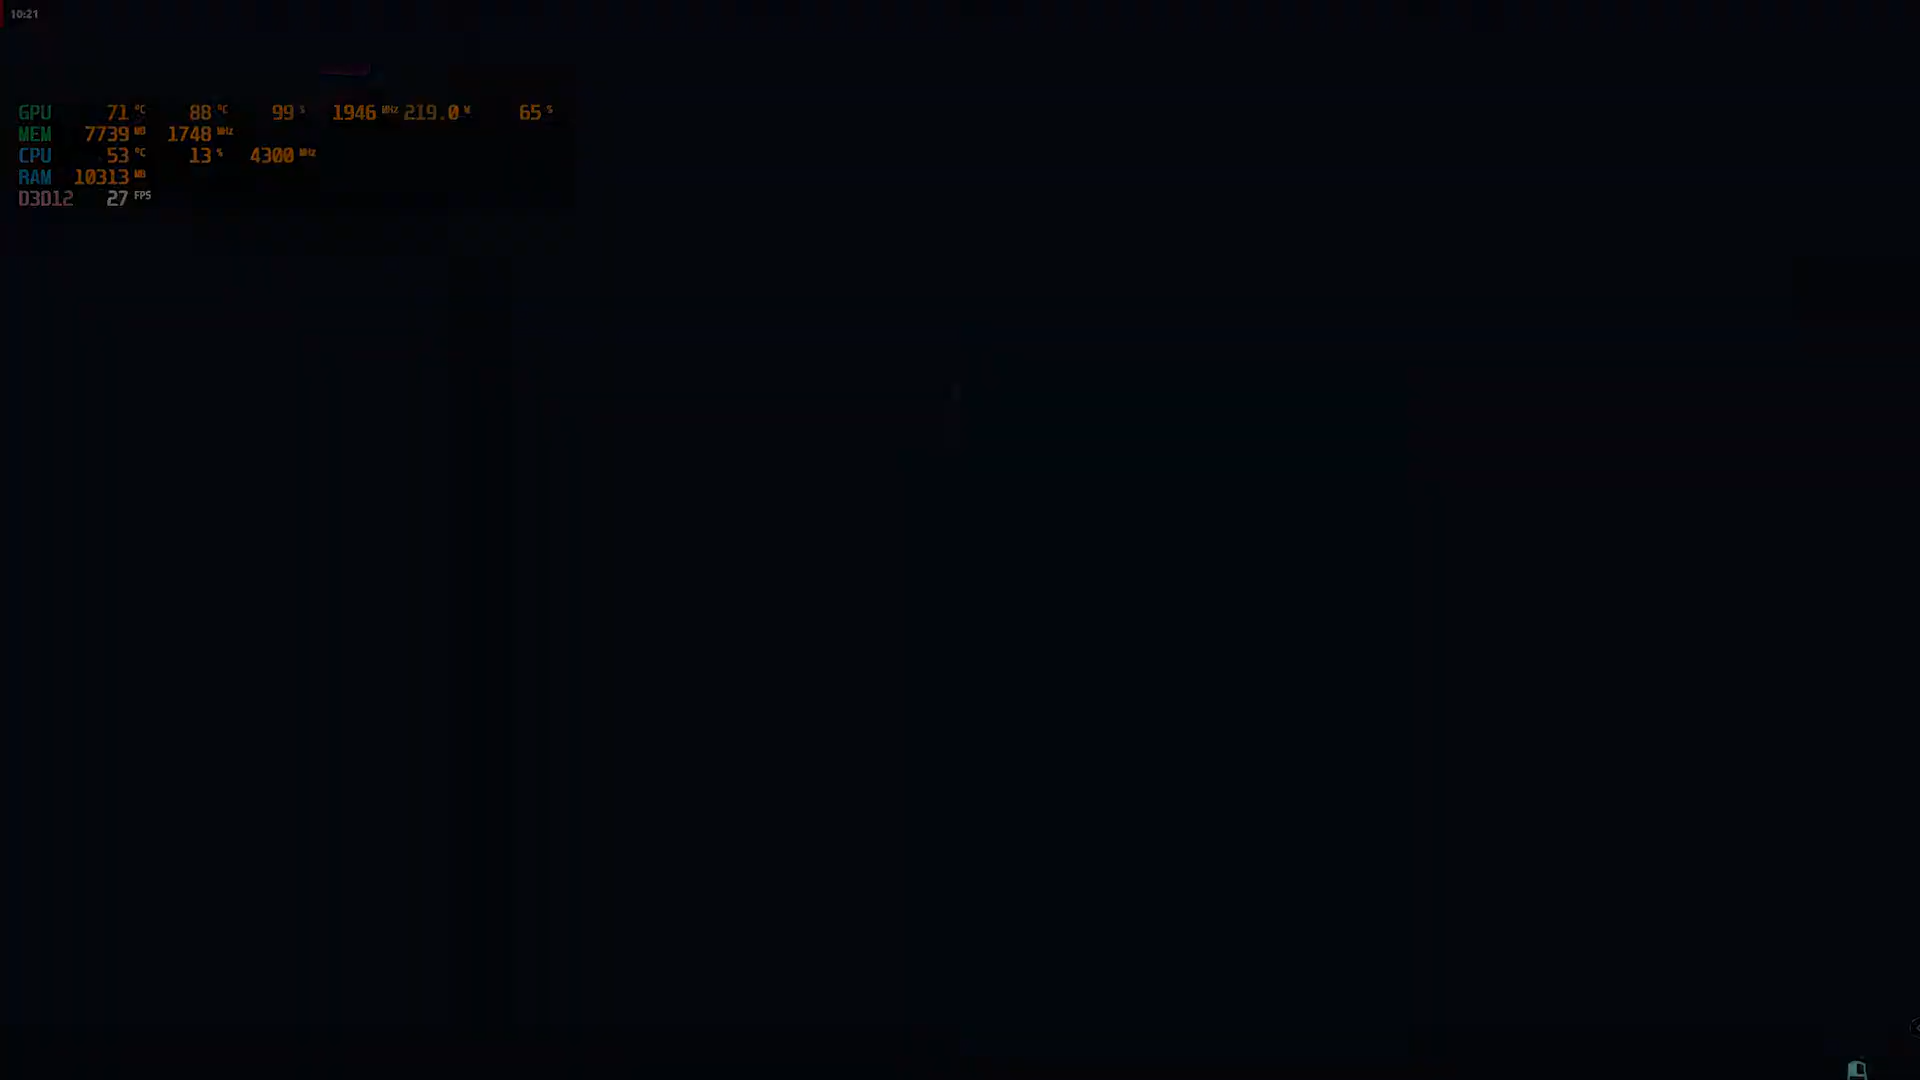 10:21
GPU 71 °C 88 °C 99 % 1946 MHz 219.0 W 65 %
MEM 7739 MB 1748 MHz
CPU 53 °C 13 % 4300 MHz
RAM 10313 MB
D3D12 27 FPS